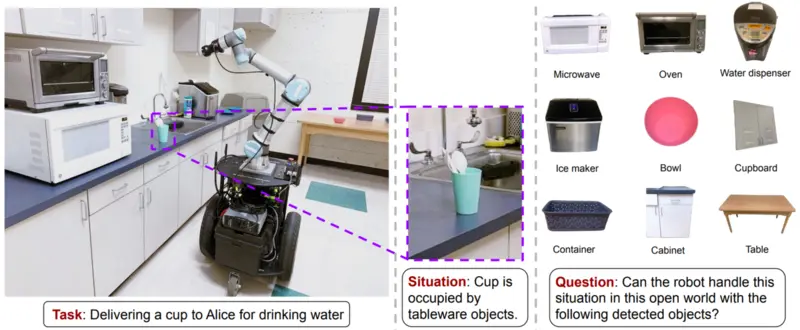 Task: Delivering a cup to Alice for drinking water
Situation: Cup is
occupied by
tableware objects.
Microwave
Oven
Water dispenser
Ice maker
Bowl
Cupboard
Container
Cabinet
Table
Question: Can the robot handle this
situation in this open world with the
following detected objects?